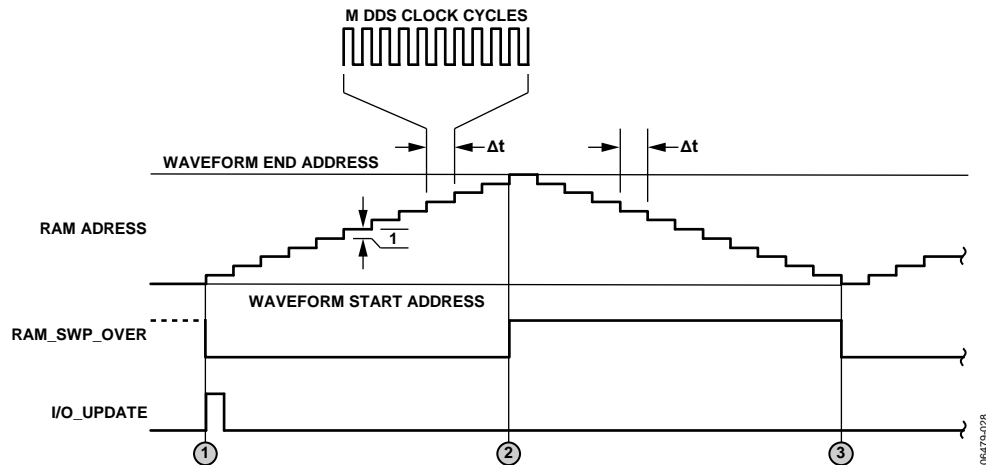 M DDS CLOCK CYCLES
Δt
Δt
WAVEFORM END ADDRESS
RAM ADRESS
1
WAVEFORM START ADDRESS
RAM_SWP_OVER
I/O_UPDATE
1
2
3
06479-028